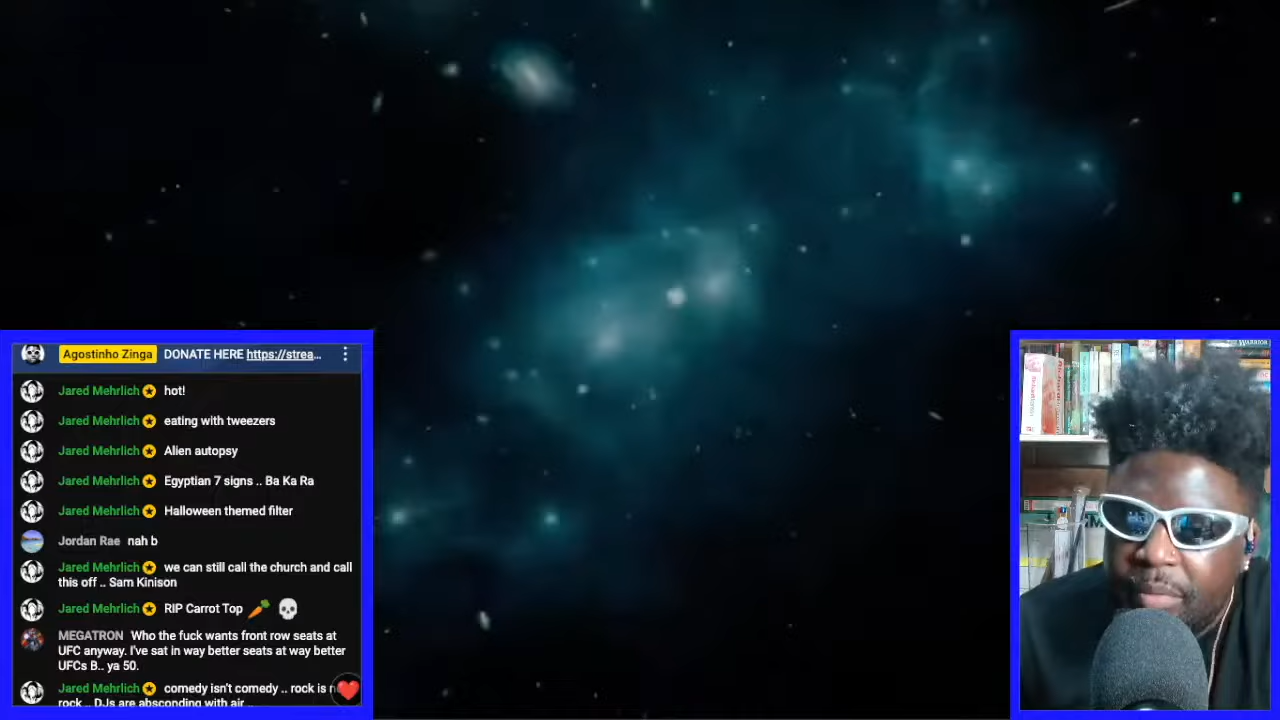 Agostinho Zinga DONATE HERE https://strea...
Jared Mehrlich hot!
Jared Mehrlich eating with tweezers
Jared Mehrlich Alien autopsy
Jared Mehrlich Egyptian 7 signs .. Ba Ka Ra
Jared Mehrlich Halloween themed filter
Jordan Rae nah b
Jared Mehrlich we can still call the church and call
this off .. Sam Kinison
Jared Mehrlich RIP Carrot Top 🥕 💀
MEGATRON Who the fuck wants front row seats at
UFC anyway. I've sat in way better seats at way better
UFCs B.. ya 50.
Jared Mehrlich comedy isn't comedy .. rock is
rock .. DJs are absconding with air ..
WARRIOR